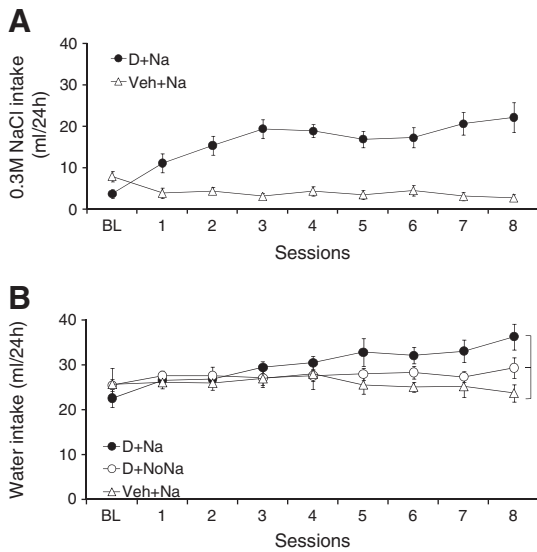 A
0.3M NaCl intake
(ml/24h)
40
30
20
10
0
D+Na
Veh+Na
BL 1 2 3 4 5 6 7 8
Sessions
B
Water intake (ml/24h)
40
30
20
10
0
D+Na
D+NoNa
Veh+Na
BL 1 2 3 4 5 6 7 8
Sessions